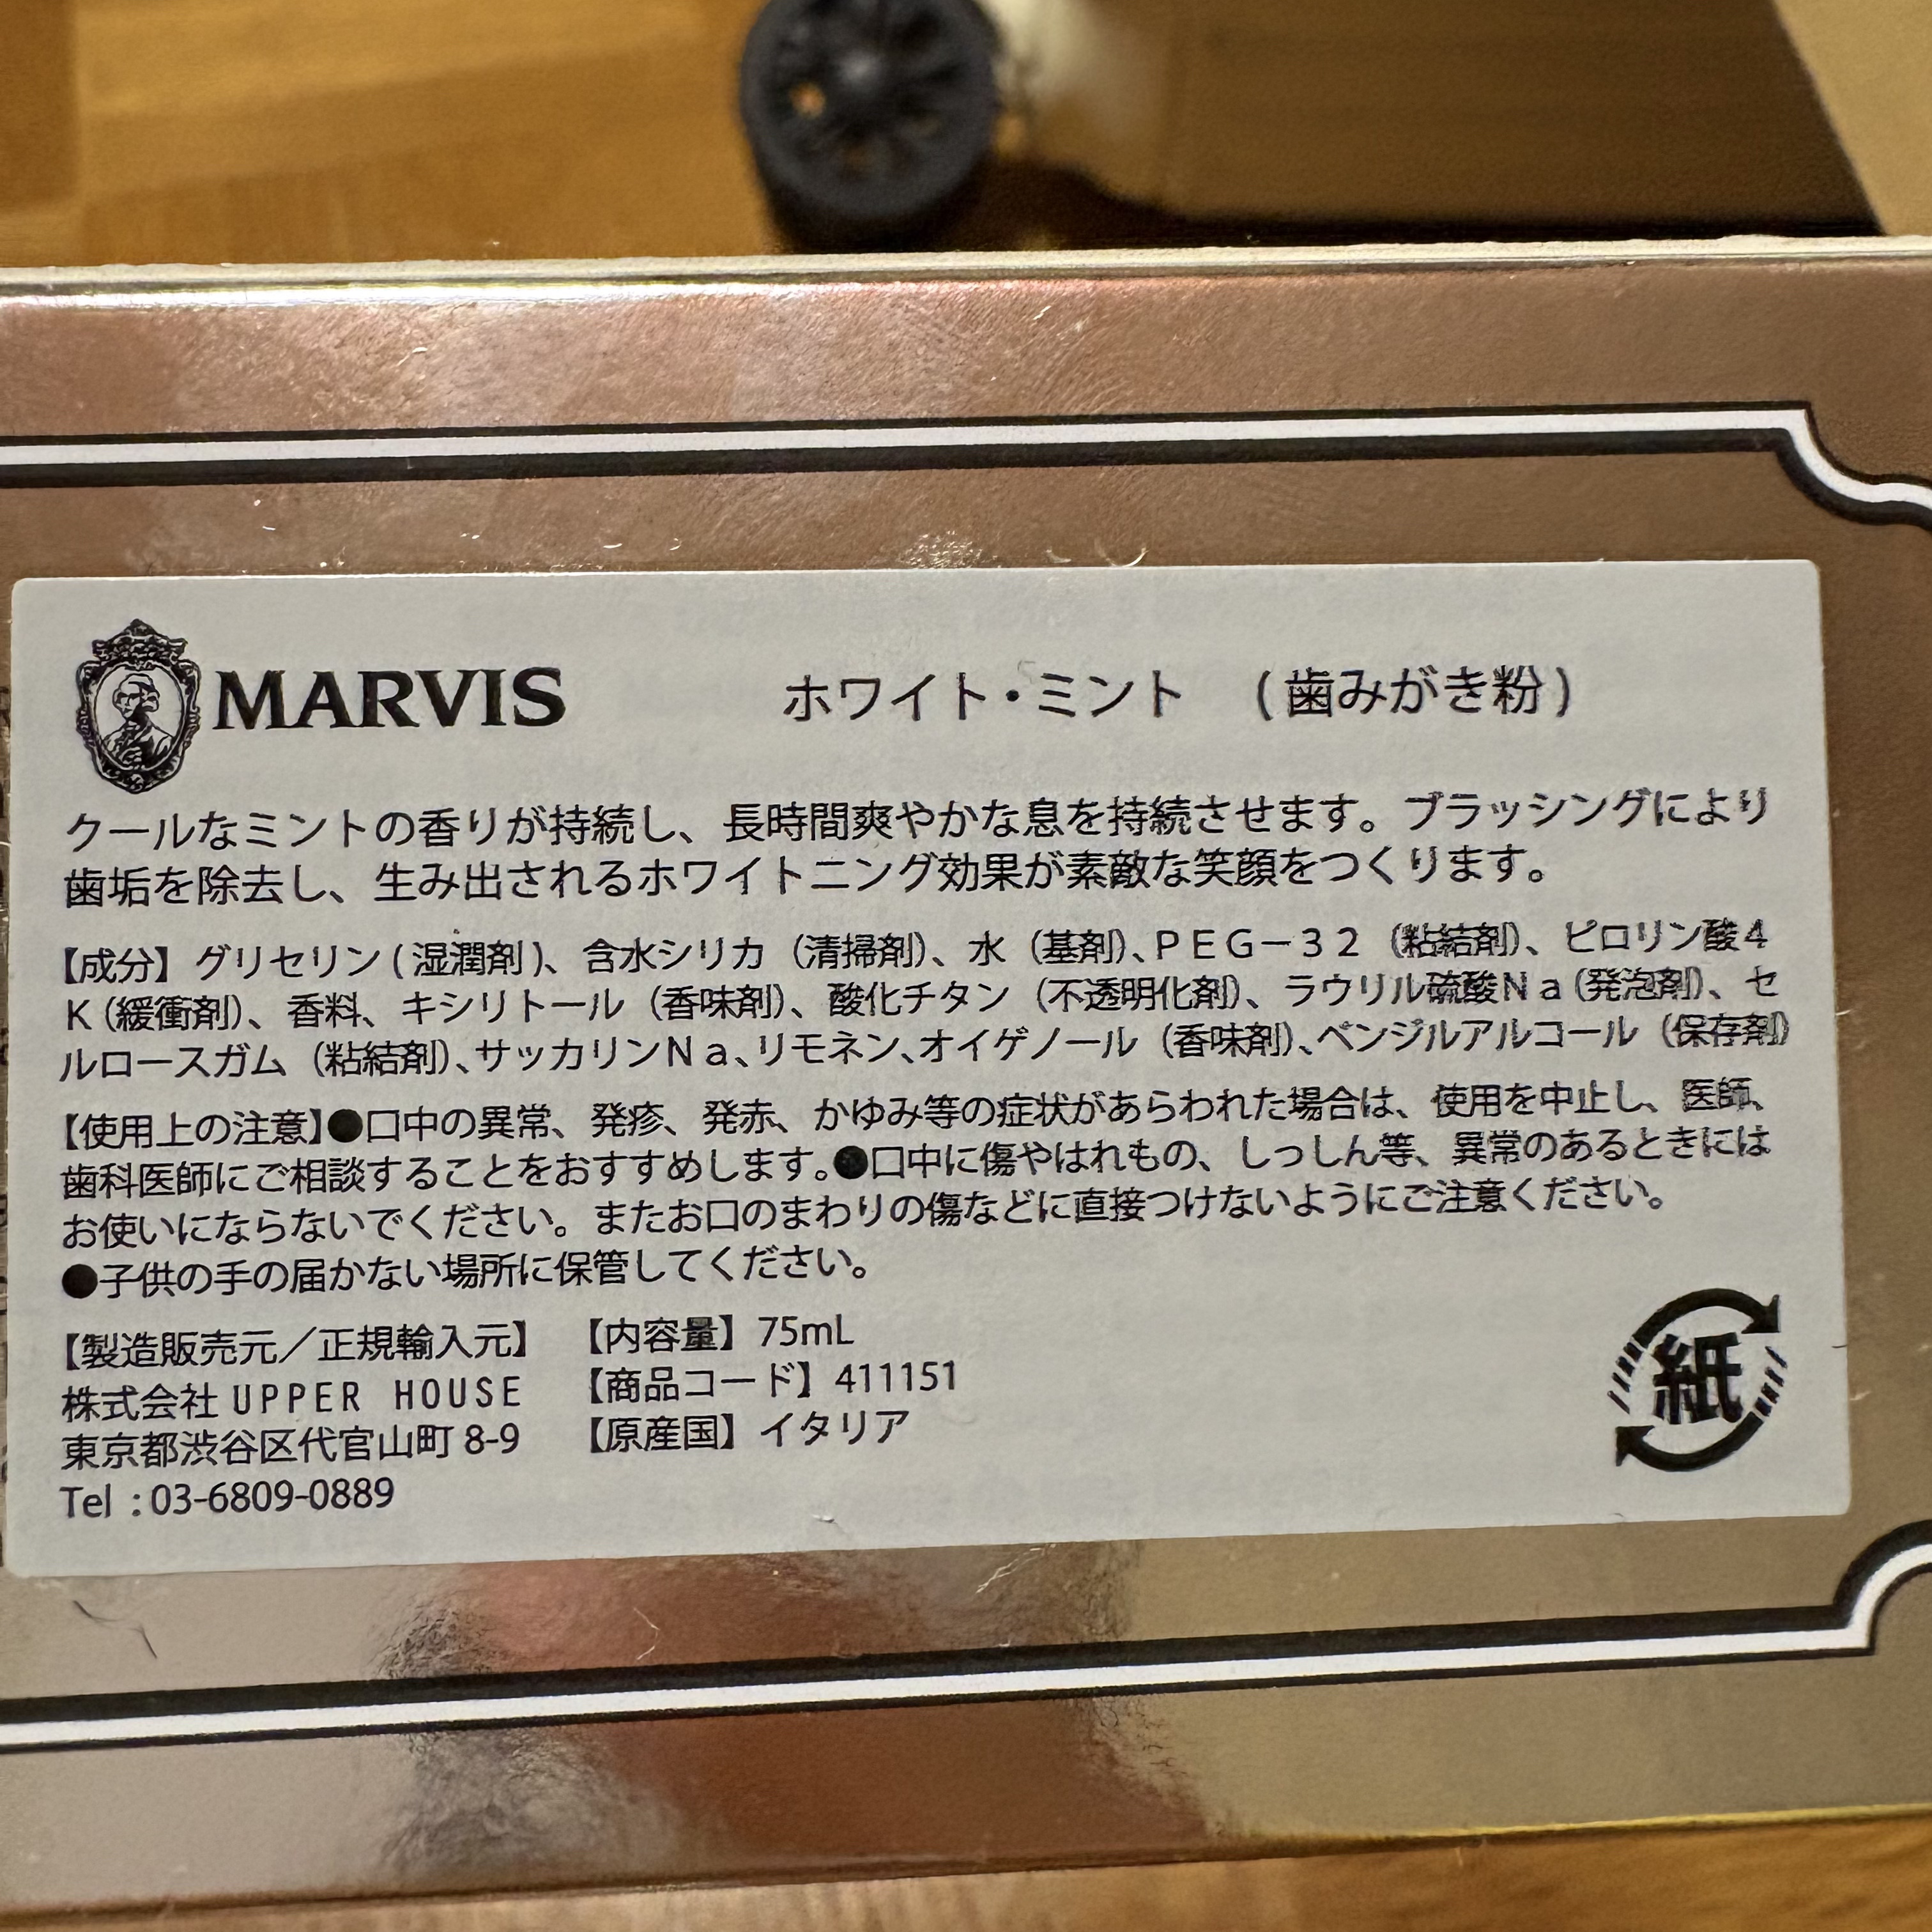 MARVIS ホワイト・ミント (歯みがき粉)
クールなミントの香りが持続し、長時間爽やかな息を持続させます。ブラッシングにより
歯垢を除去し、生み出されるホワイトニング効果が素敵な笑顔をつくります。
【成分】グリセリン(湿潤剤)、含水シリカ(清掃剤)、水(基剤)、PEG－32(粘結剤)、ピロリン酸4
K(緩衝剤)、香料、キシリトール(香味剤)、酸化チタン(不透明化剤)、ラウリル硫酸Na(発泡剤)、セ
ルロースガム(粘結剤)、サッカリンNa、リモネン、オイゲノール(香味剤)、ベンジルアルコール(保存剤)
【使用上の注意】●口中の異常、発疹、発赤、かゆみ等の症状があらわれた場合は、使用を中止し、医師、
歯科医師にご相談することをおすすめします。●口中に傷やはれもの、しっしん等、異常のあるときには
お使いにならないでください。またお口のまわりの傷などに直接つけないようにご注意ください。
●子供の手の届かない場所に保管してください。
【製造販売元／正規輸入元】
株式会社 UPPER HOUSE
東京都渋谷区代官山町 8-9
Tel : 03-6809-0889
【内容量】75mL
【商品コード】411151
【原産国】イタリア
紙